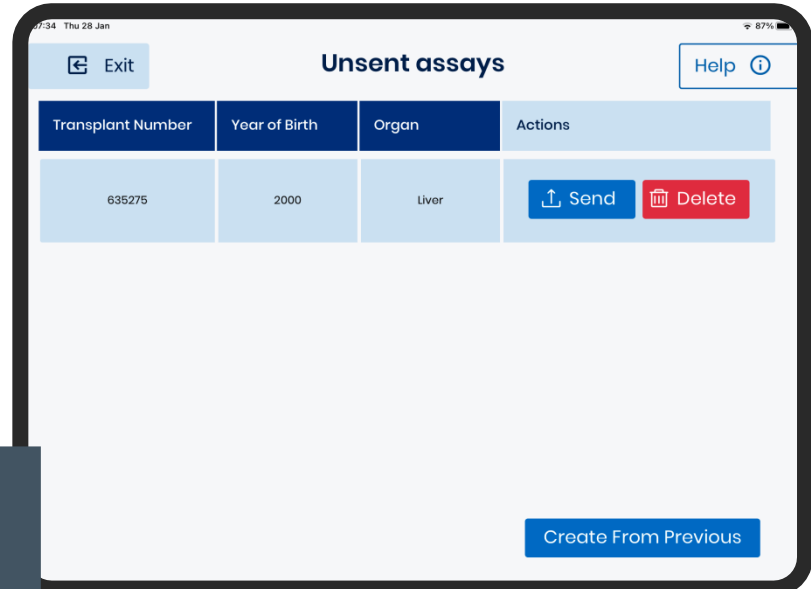 07:34 Thu 28 Jan 87%
Exit Unsent assays Help
Transplant Number Year of Birth Organ Actions
635275 2000 Liver Send Delete
Create From Previous